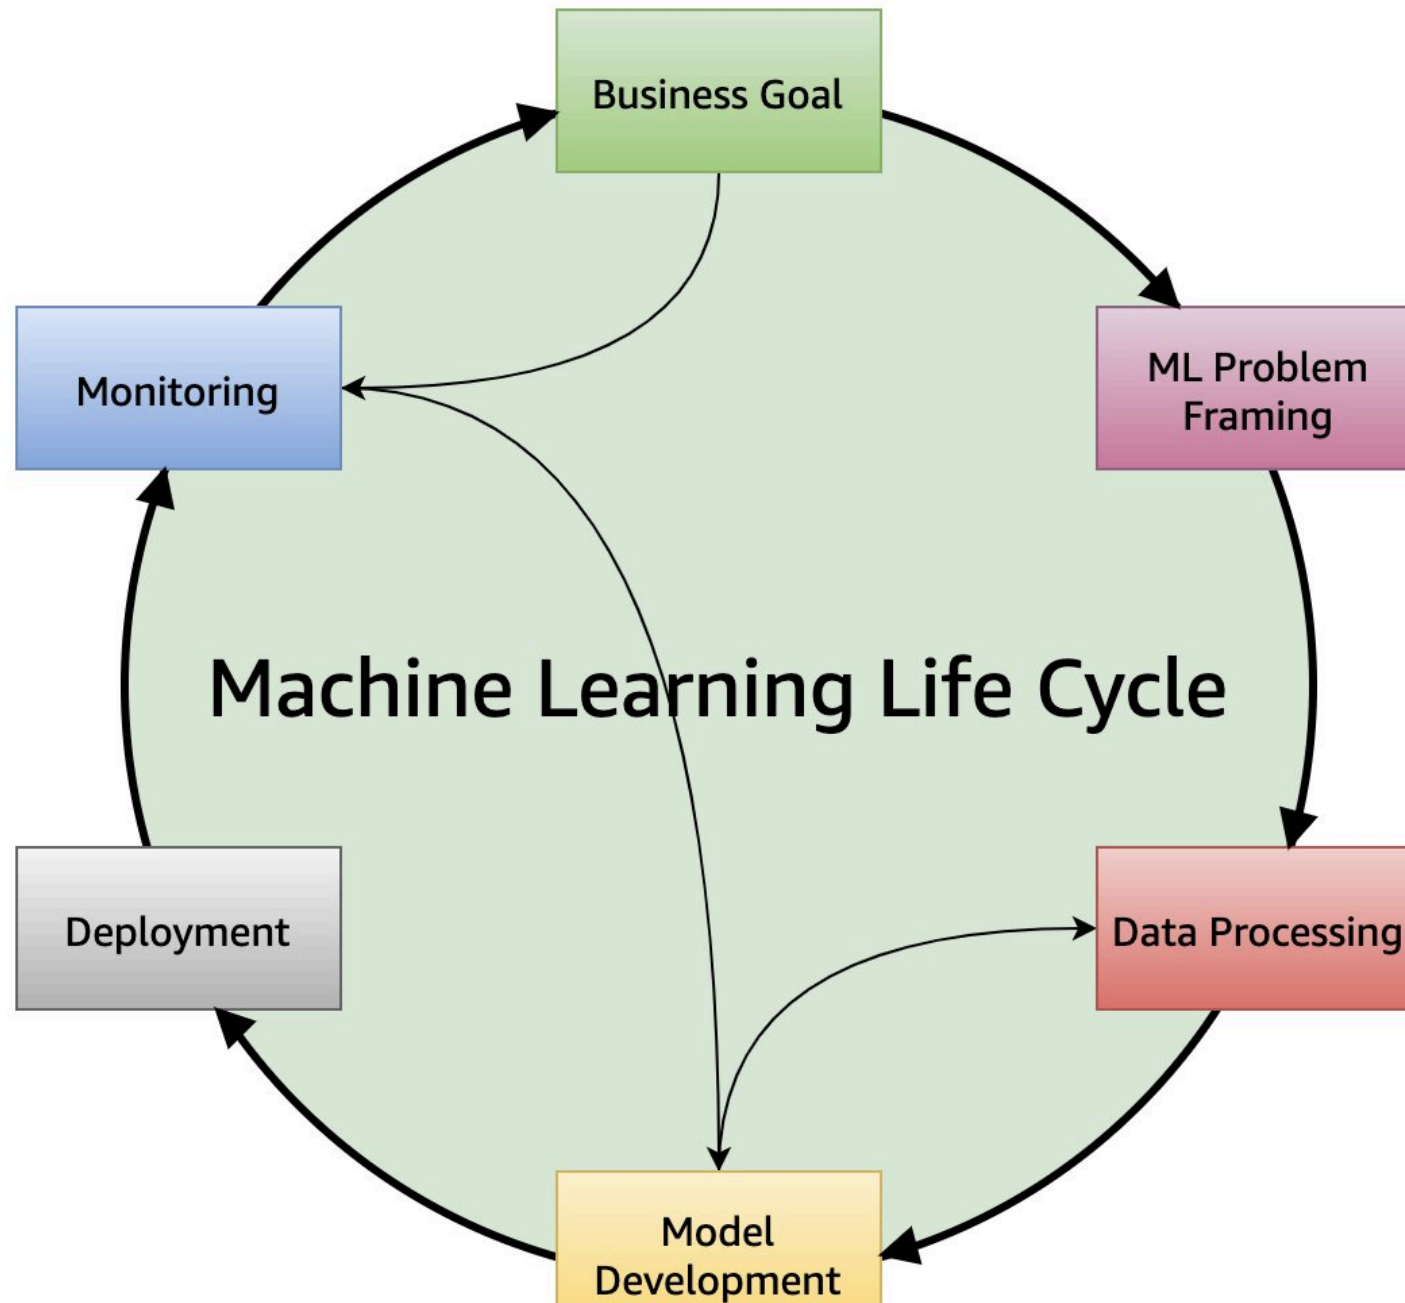 Business Goal
Monitoring
ML Problem
Framing
Machine Learning Life Cycle
Deployment
Data Processing
Model
Development